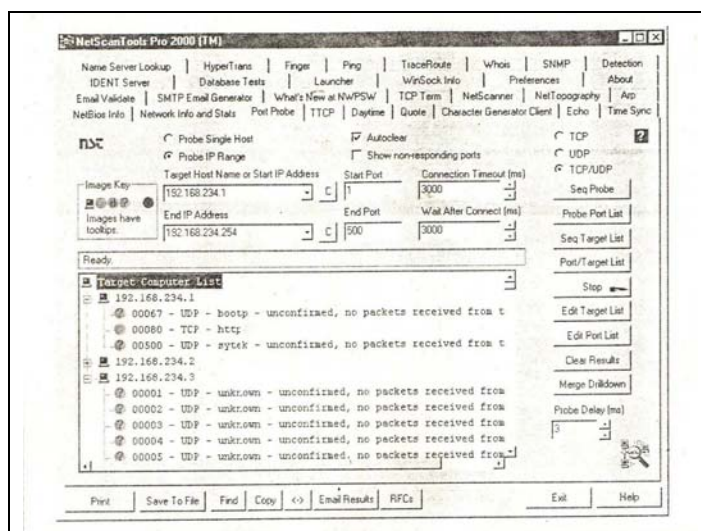 NetScanTools Pro 2000 (TM)
Name Server Lookup HyperTrans Finger Ping TraceRoute Whois SNMP Detection
IDENT Server Database Tests Launcher WinSock Info Preferences About
Email Validate SMTP Email Generator What's New at NWPSW TCP Term NetScanner NetTopography Arp
NetBios Info Network Info and Stats Port Probe TTCP Daytime Quote Character Generator Client Echo Time Sync
nst
Probe Single Host
Probe IP Range
Autoclear
Show non-responding ports
TCP
UDP
TCP/UDP
?
Image Key
Images have
tooltips.
Target Host Name or Start IP Address
192.168.234.1
C
End IP Address
192.168.234.254
C
Start Port
1
End Port
500
Connection Timeout (ms)
3000
Wait After Connect (ms)
3000
Ready.
Target Computer List
192.168.234.1
00067 - UDP - bootp - unconfirmed, no packets received from t
00080 - TCP - http
00500 - UDP - sytek - unconfirmed, no packets received from t
192.168.234.2
192.168.234.3
00001 - UDP - unknown - unconfirmed, no packets received from
00002 - UDP - unknown - unconfirmed, no packets received from
00003 - UDP - unknown - unconfirmed, no packets received from
00004 - UDP - unknown - unconfirmed, no packets received from
00005 - UDP - unknown - unconfirmed, no packets received from
Seq Probe
Probe Port List
Seq Target List
Port/Target List
Stop
Edit Target List
Edit Port List
Clear Results
Merge Drilldown
Probe Delay (ms)
3
Print Save To File Find Copy <-> Email Results RFCs Exit Help